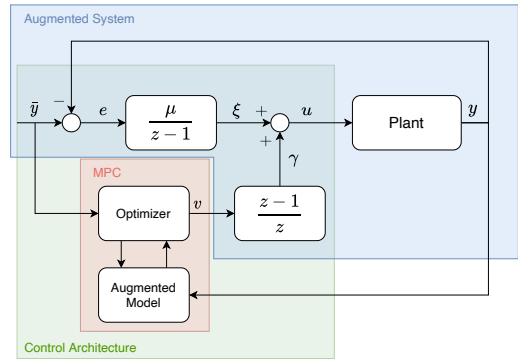 Augmented System
ȳ
−
e
μ
z − 1
ξ
+
+
u
Plant
y
γ
MPC
Optimizer
v
z − 1
z
Augmented
Model
Control Architecture